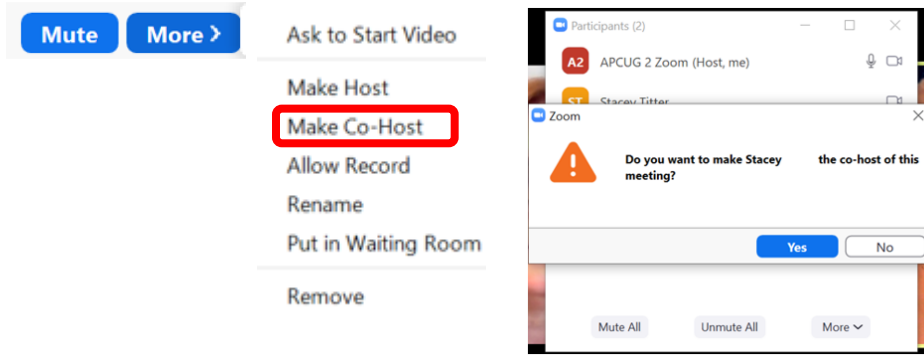 Mute
More >
Ask to Start Video
Make Host
Make Co-Host
Allow Record
Rename
Put in Waiting Room
Remove
Participants (2)
A2 APCUG 2 Zoom (Host, me)
ST Stacey Titter
Zoom
Do you want to make Stacey the co-host of this
meeting?
Yes No
Mute All Unmute All More